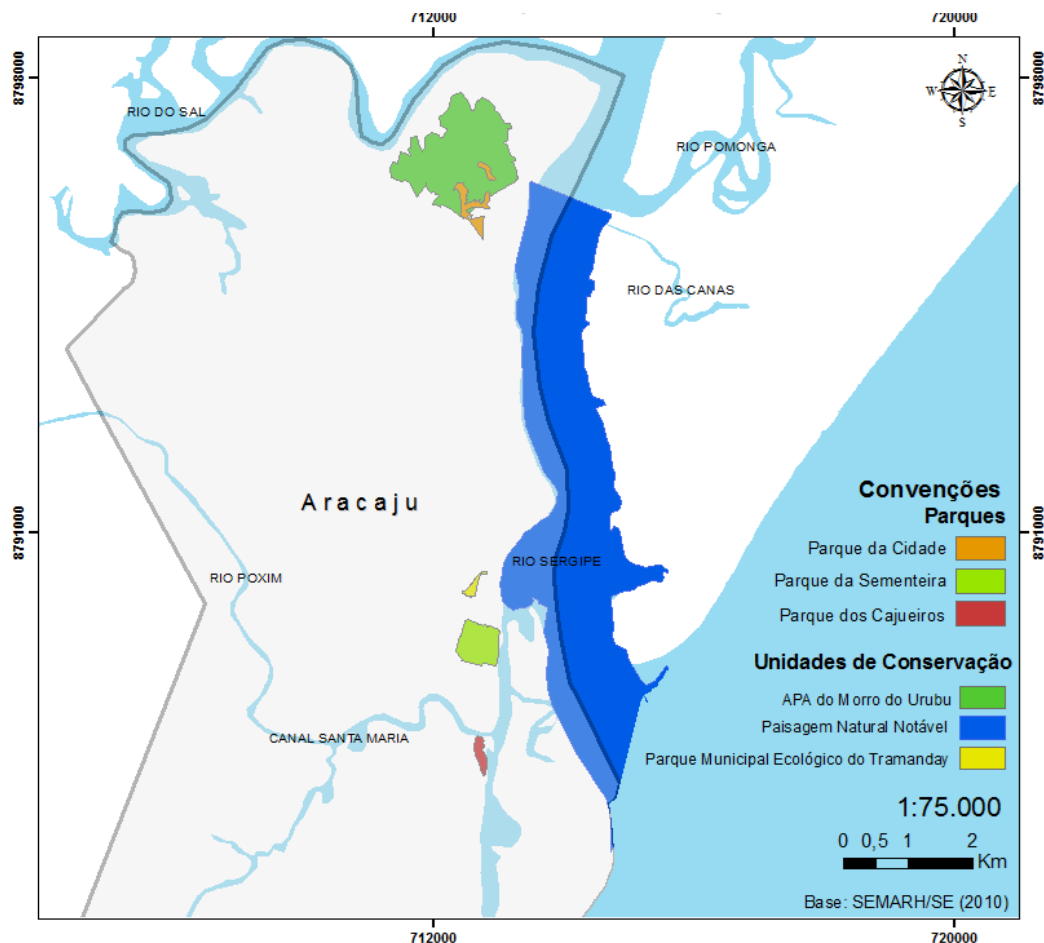 712000
720000
8798000
8798000
N
W E
S
RIO DO SAL
RIO POMONGA
RIO DAS CANAS
Aracaju
8791000
8791000
RIO SERGIPE
RIO POXIM
CANAL SANTA MARIA
Convenções
Parques
Parque da Cidade
Parque da Sementeira
Parque dos Cajueiros
Unidades de Conservação
APA do Morro do Urubu
Paisagem Natural Notável
Parque Municipal Ecológico do Tramanday
1:75.000
0 0,5 1 2
Km
Base: SEMARH/SE (2010)
712000
720000